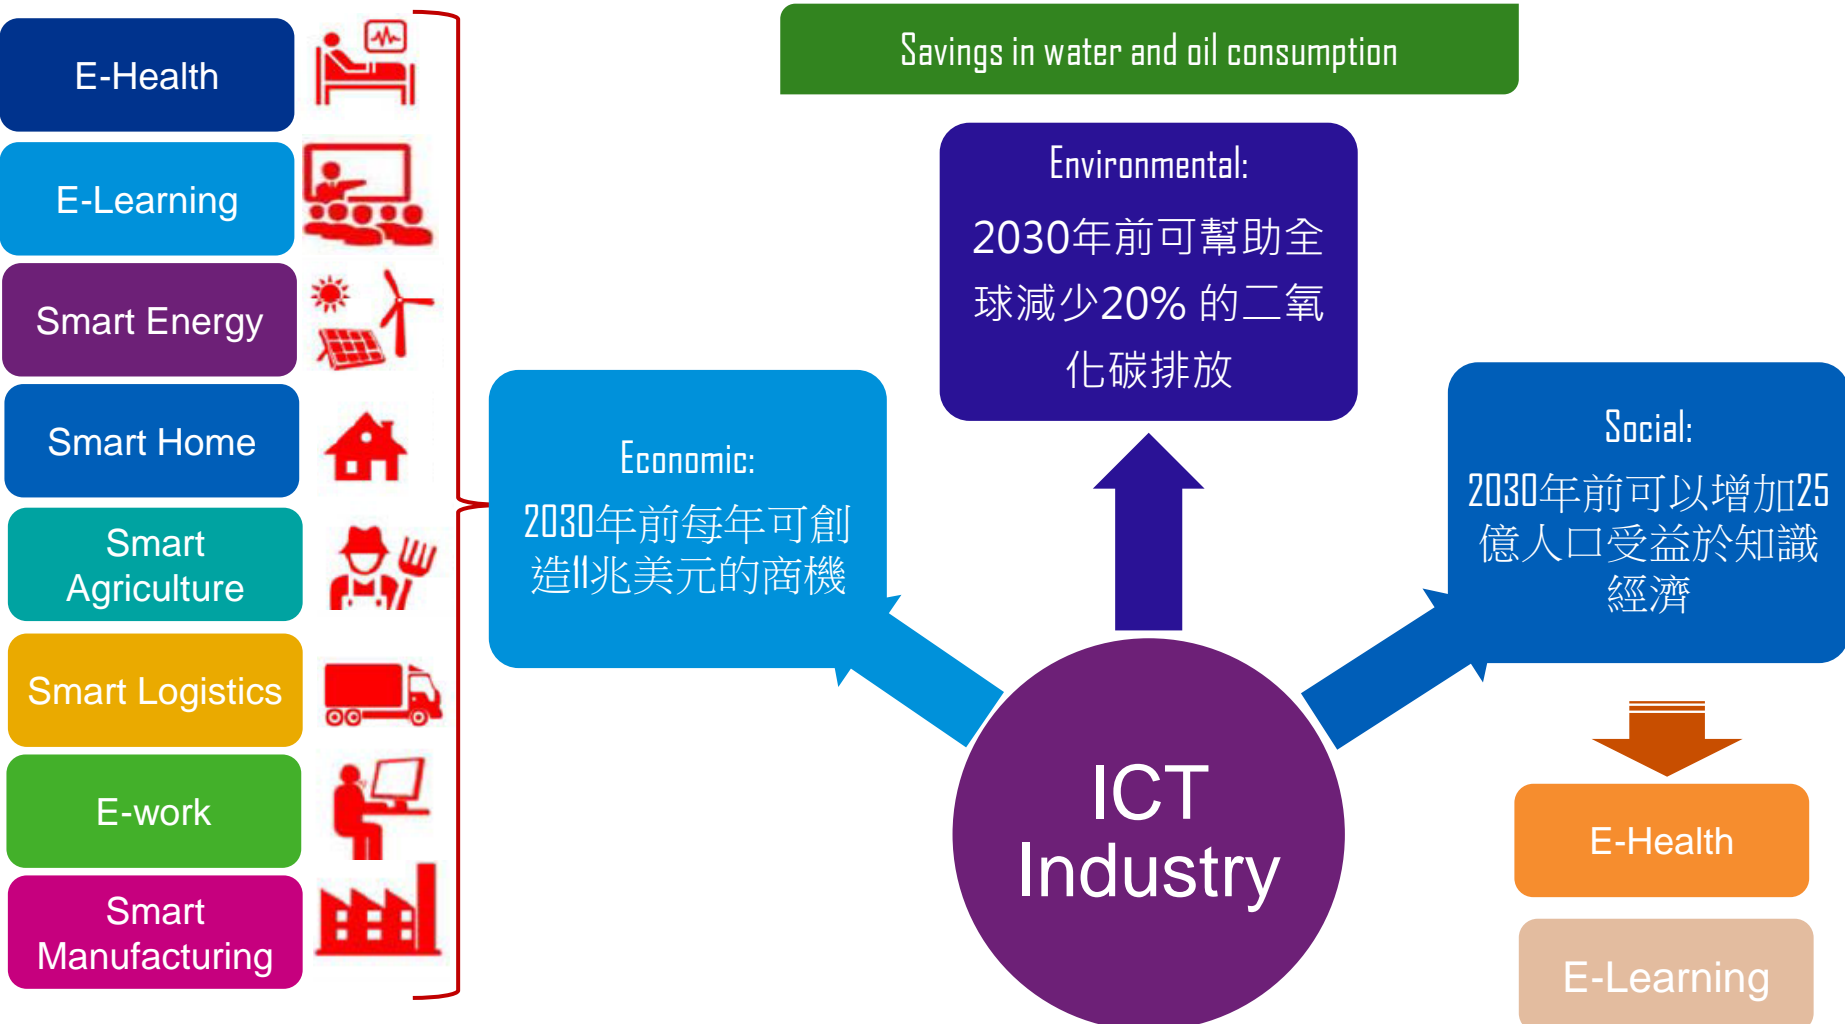 E-Health
E-Learning
Smart Energy
Smart Home
Smart
Agriculture
Smart Logistics
E-work
Smart
Manufacturing
Savings in water and oil consumption
Environmental:
2030年前可幫助全
球減少20% 的二氧
化碳排放
Economic:
2030年前每年可創
造11兆美元的商機
Social:
2030年前可以增加25
億人口受益於知識
經濟
ICT
Industry
E-Health
E-Learning